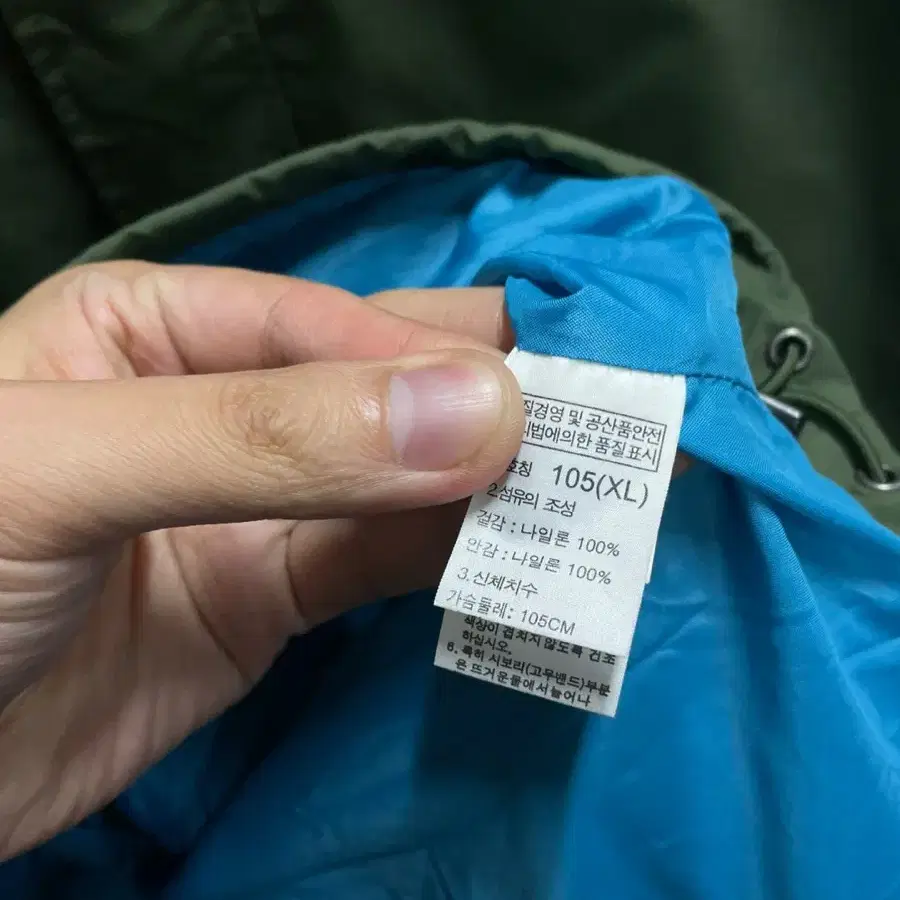 질경영 및 공산품안전
리법에의한 품질표시
호칭 105(XL)
2.섬유의 조성
겉감 : 나일론 100%
안감 : 나일론 100%
3.신체치수
가슴둘레: 105CM
색상이 겹치지 않도록 건조
하십시오.
6. 특히 시보리(고무밴드)부분
은 뜨거운물에서늘어나